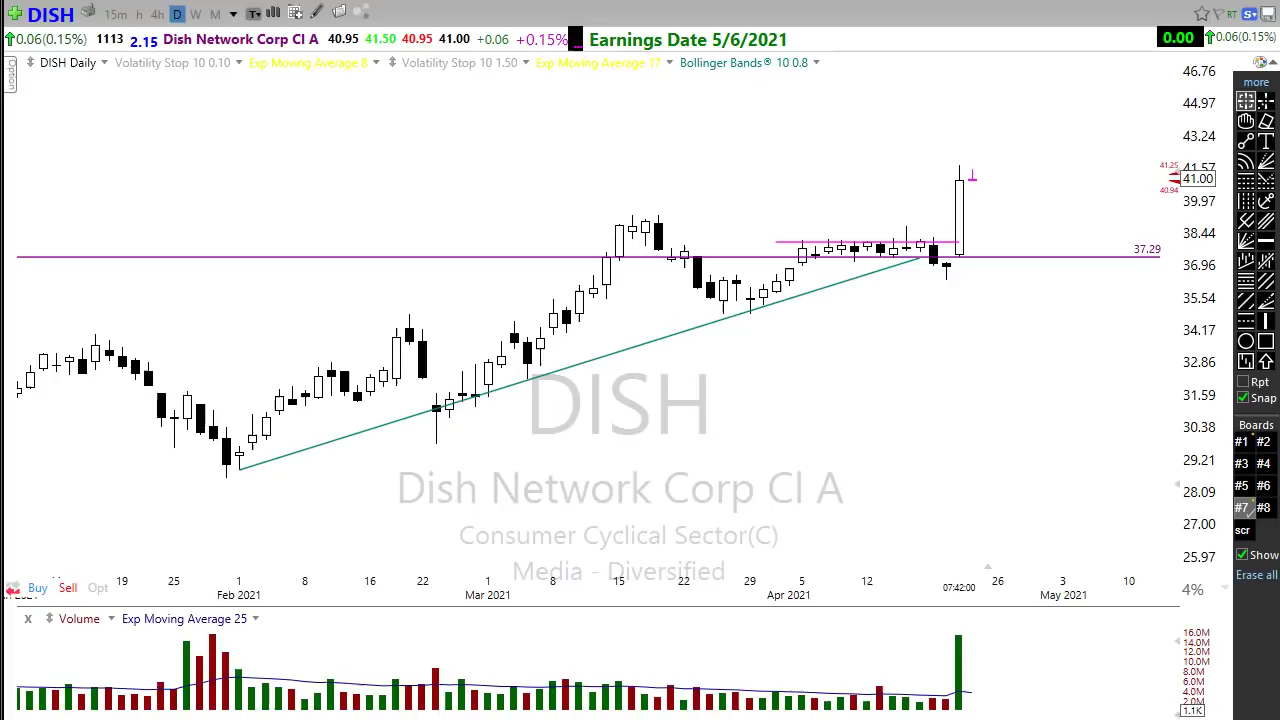 DISH 15m h 4h D W M T RT S
0.06(0.15%) 1113 2.15 Dish Network Corp Cl A 40.95 41.50 40.95 41.00 +0.06 +0.15% Earnings Date 5/6/2021 0.00 0.06(0.15%)
Option
DISH Daily Volatility Stop 10 0.10 Exp Moving Average 8 Volatility Stop 10 1.50 Exp Moving Average 17 Bollinger Bands® 10 0.8
46.76
44.97
43.24
41.57
41.25
41.00
40.94
39.97
38.44
37.29
36.96
35.54
34.17
32.86
31.59
30.38
29.21
28.09
27.00
25.97
DISH
Dish Network Corp Cl A
Consumer Cyclical Sector(C)
Media - Diversified
19 25 1 8 16 22 1 8 15 22 29 5 12 26 3 10
Buy Sell Opt
07:42:00
4%
Feb 2021 Mar 2021 Apr 2021 May 2021
X Volume Exp Moving Average 25
16.0M
14.0M
12.0M
10.0M
8.0M
6.0M
4.0M
2.0M
1.1K
more
T
Rpt
Snap
Boards
#1 #2
#3 #4
#5 #6
#7 #8
scr
Show
Erase all